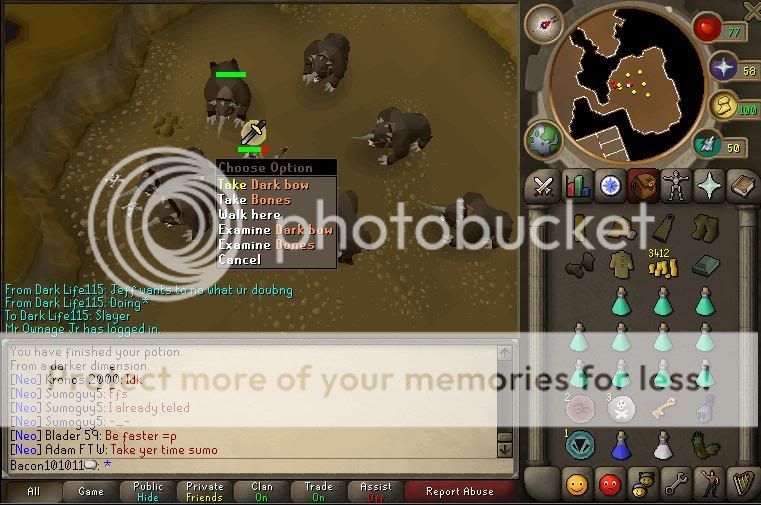 Choose Option
Take Dark bow
Take Bones
Walk here
Examine Dark bow
Examine Bones
Cancel
77
58
100
50
3412
From Dark Life115: Jeff wants to no what ur doubng
From Dark Life115: Doing*
To Dark Life115: Slayer
Mr Ownage Jr has logged in.
You have finished your potion.
From a darker dimension.
[Neo] Kronos 2000: Idk
[Neo] Sumoguy5: Ffs
[Neo] Sumoguy5: I already teled
[Neo] Sumoguy5: -_-
[Neo] Blader 59: Be faster =p
[Neo] Adam FTW: Take yer time sumo
Bacon101011: *
2
3
1
All
Game
Public
Hide
Private
Friends
Clan
On
Trade
On
Assist
Off
Report Abuse
photobucket
Protect more of your memories for less.